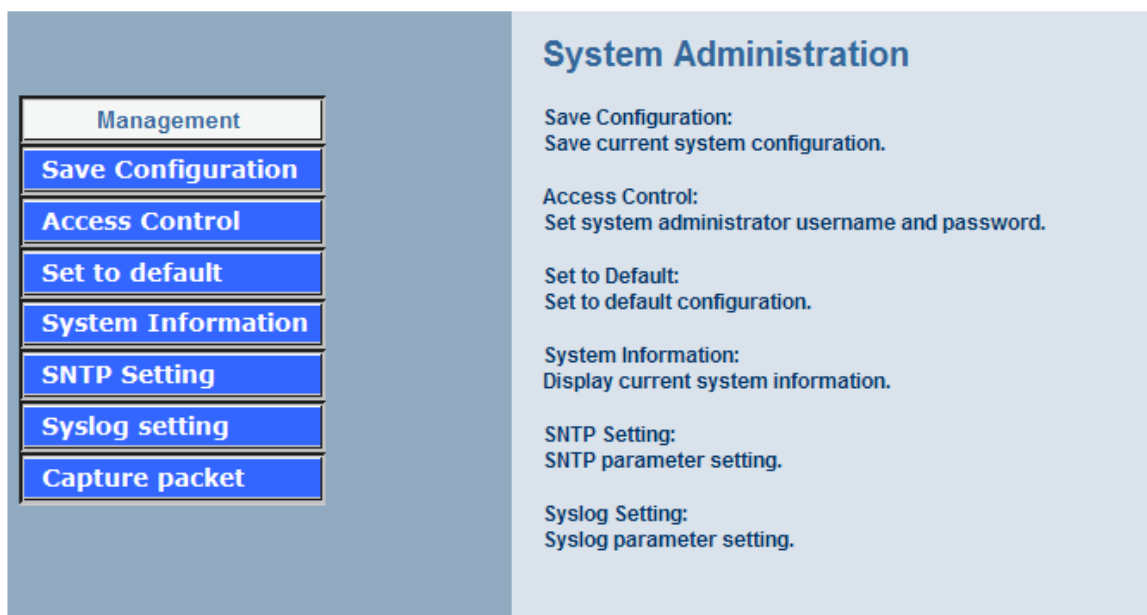 Management
Save Configuration
Access Control
Set to default
System Information
SNTP Setting
Syslog setting
Capture packet
System Administration
Save Configuration:
Save current system configuration.
Access Control:
Set system administrator username and password.
Set to Default:
Set to default configuration.
System Information:
Display current system information.
SNTP Setting:
SNTP parameter setting.
Syslog Setting:
Syslog parameter setting.